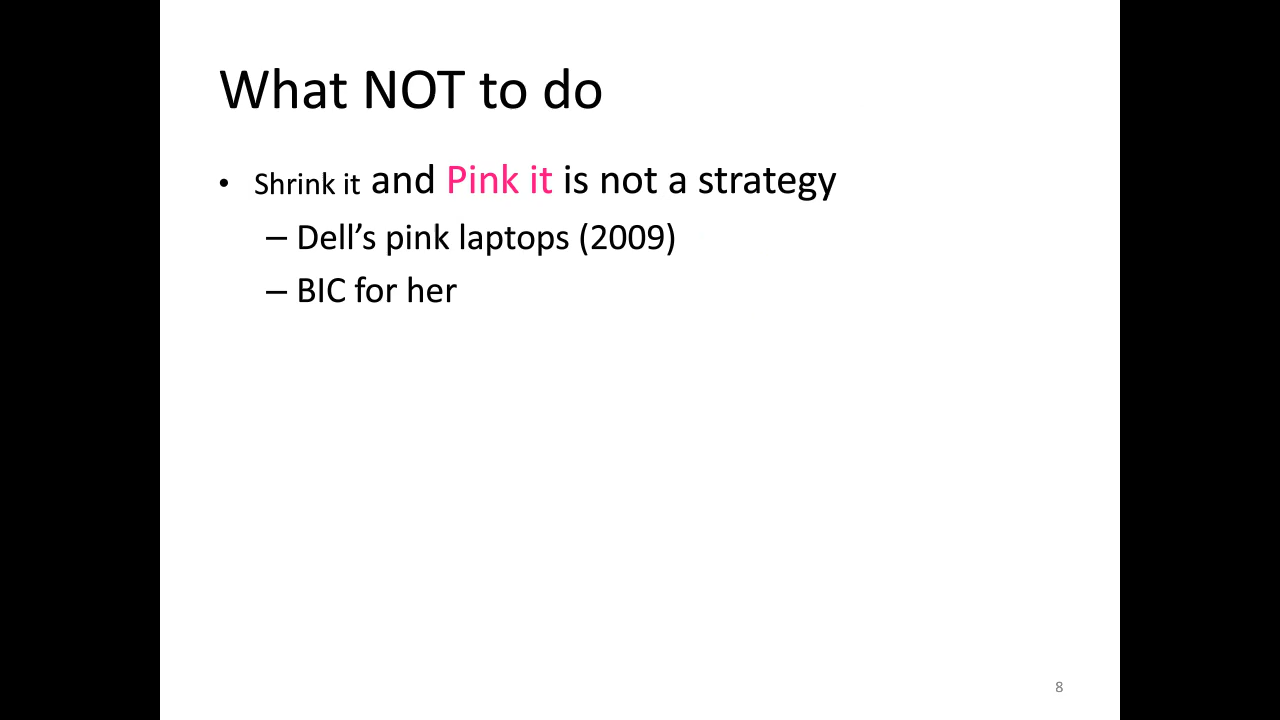 What NOT to do
• Shrink it and Pink it is not a strategy
– Dell’s pink laptops (2009)
– BIC for her
8